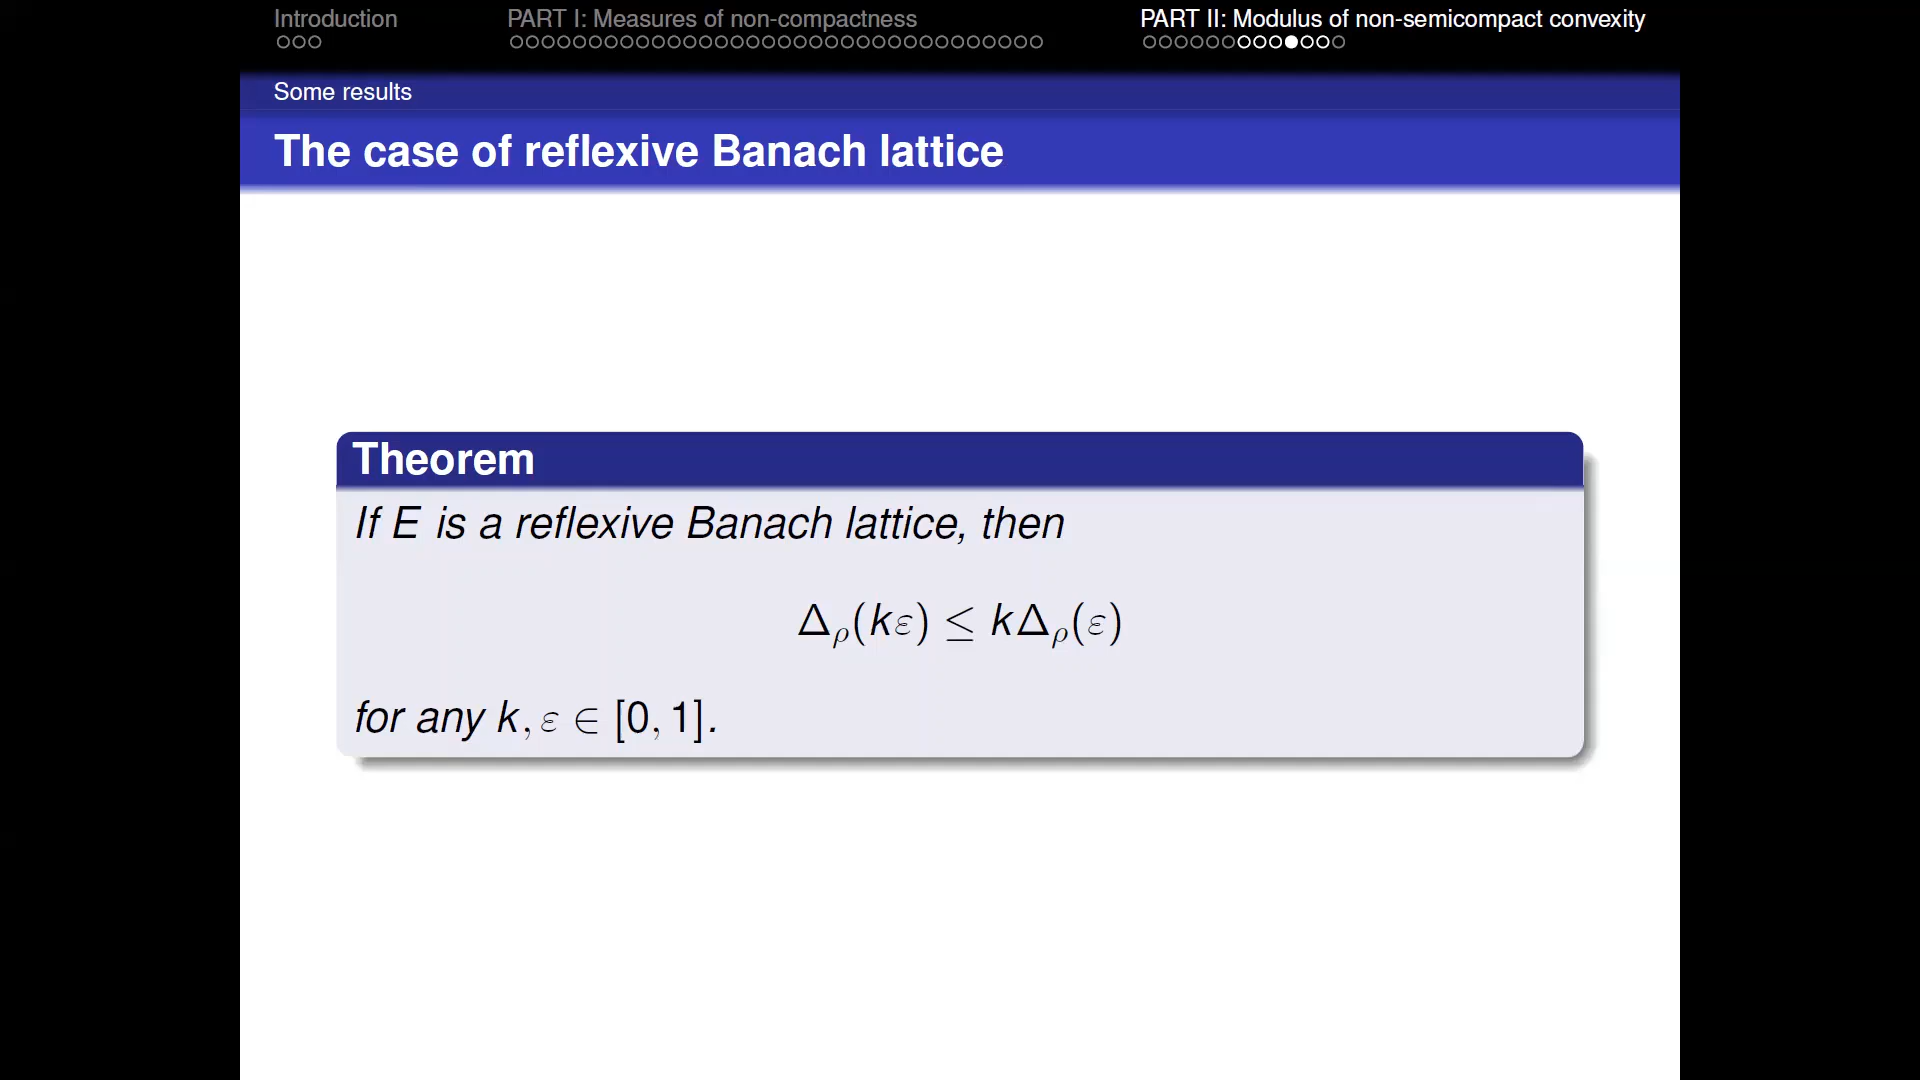 Introduction
PART I: Measures of non-compactness
PART II: Modulus of non-semicompact convexity
Some results
The case of reflexive Banach lattice
Theorem
If E is a reflexive Banach lattice, then
Δ_ρ(kε) ≤ kΔ_ρ(ε)
for any k, ε ∈ [0, 1].